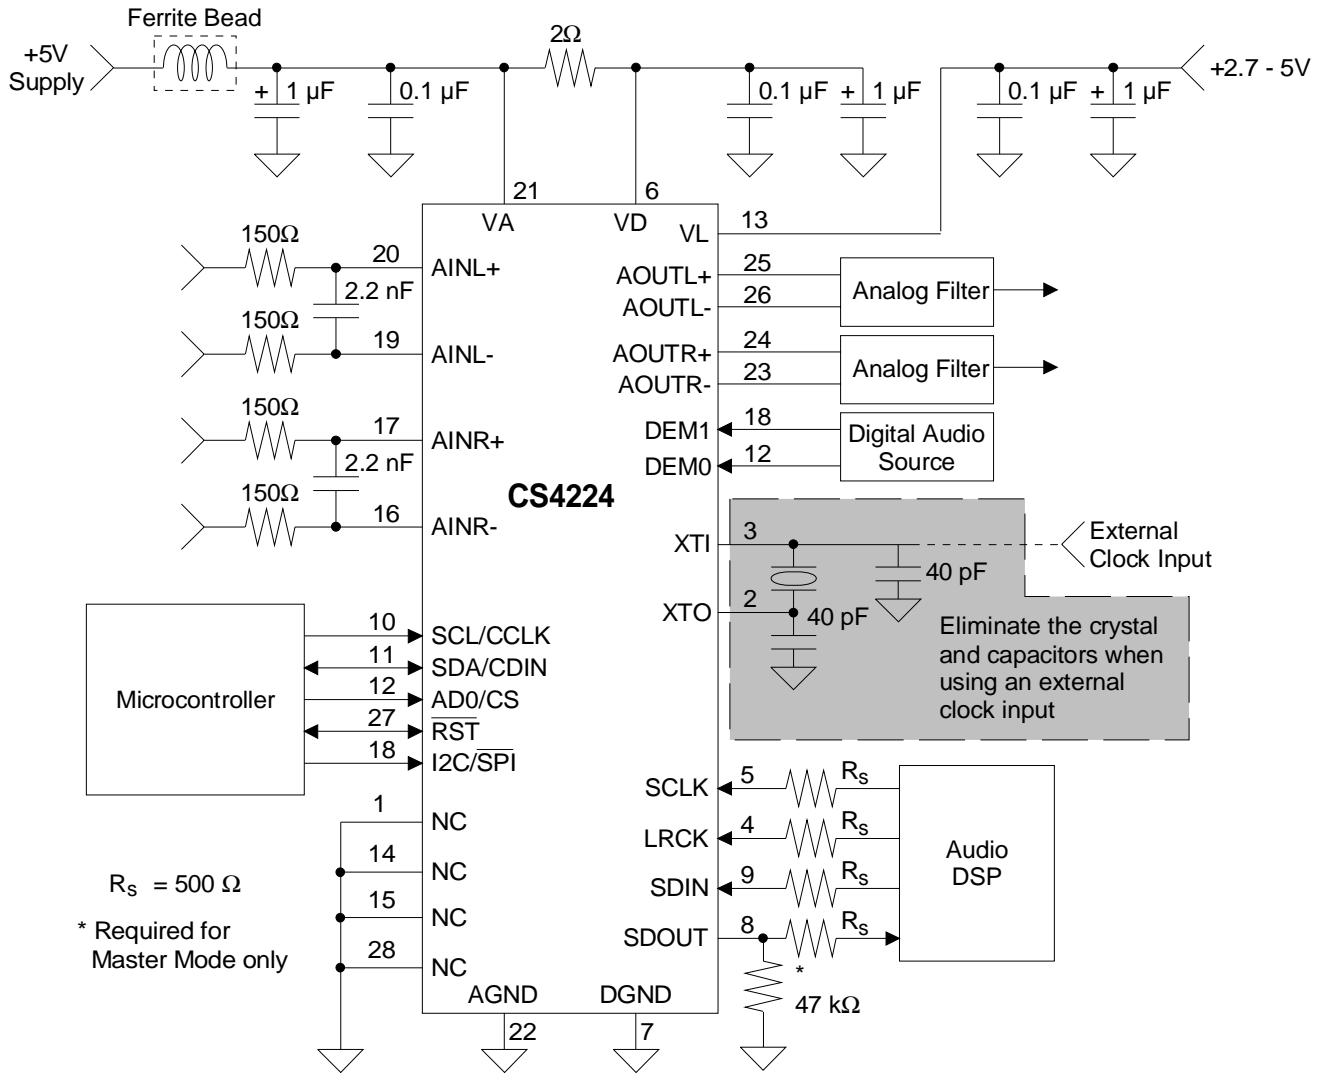 Ferrite Bead
+5V
Supply
2Ω
+ 1 µF
0.1 µF
0.1 µF
+ 1 µF
0.1 µF
+ 1 µF
+2.7 - 5V
21
6
VA
VD
VL
13
150Ω
20
AINL+
2.2 nF
150Ω
19
AINL-
150Ω
17
AINR+
2.2 nF
150Ω
16
AINR-
CS4224
AOUTL+
25
AOUTL-
26
Analog Filter
AOUTR+
24
AOUTR-
23
Analog Filter
DEM1
18
DEM0
12
Digital Audio
Source
XTI
3
External
Clock Input
40 pF
XTO
2
40 pF
Eliminate the crystal
and capacitors when
using an external
clock input
Microcontroller
10
SCL/CCLK
11
SDA/CDIN
12
AD0/CS
27
RST
18
I2C/SPI
1
NC
14
NC
15
NC
28
NC
Rs = 500 Ω
* Required for
Master Mode only
SCLK
5
Rs
LRCK
4
Rs
SDIN
9
Rs
SDOUT
8
Rs
Audio
DSP
*
47 kΩ
AGND
DGND
22
7